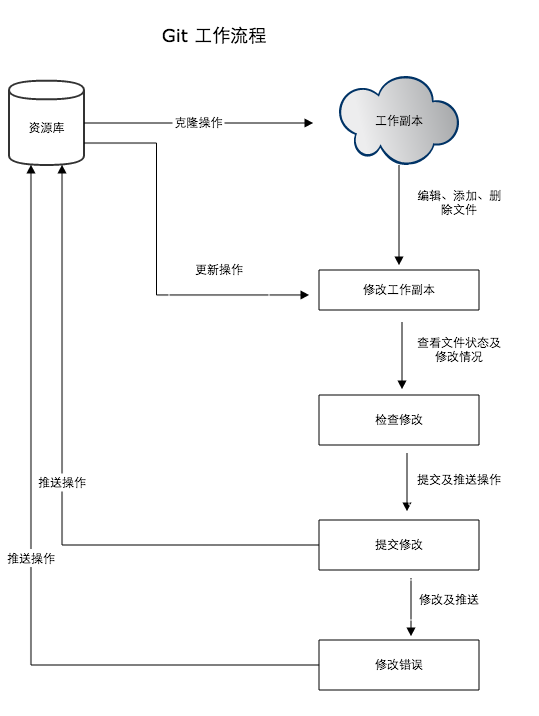 Git 工作流程
资源库
克隆操作
工作副本
编辑、添加、删
除文件
更新操作
修改工作副本
查看文件状态及
修改情况
检查修改
推送操作
提交及推送操作
提交修改
推送操作
修改及推送
修改错误